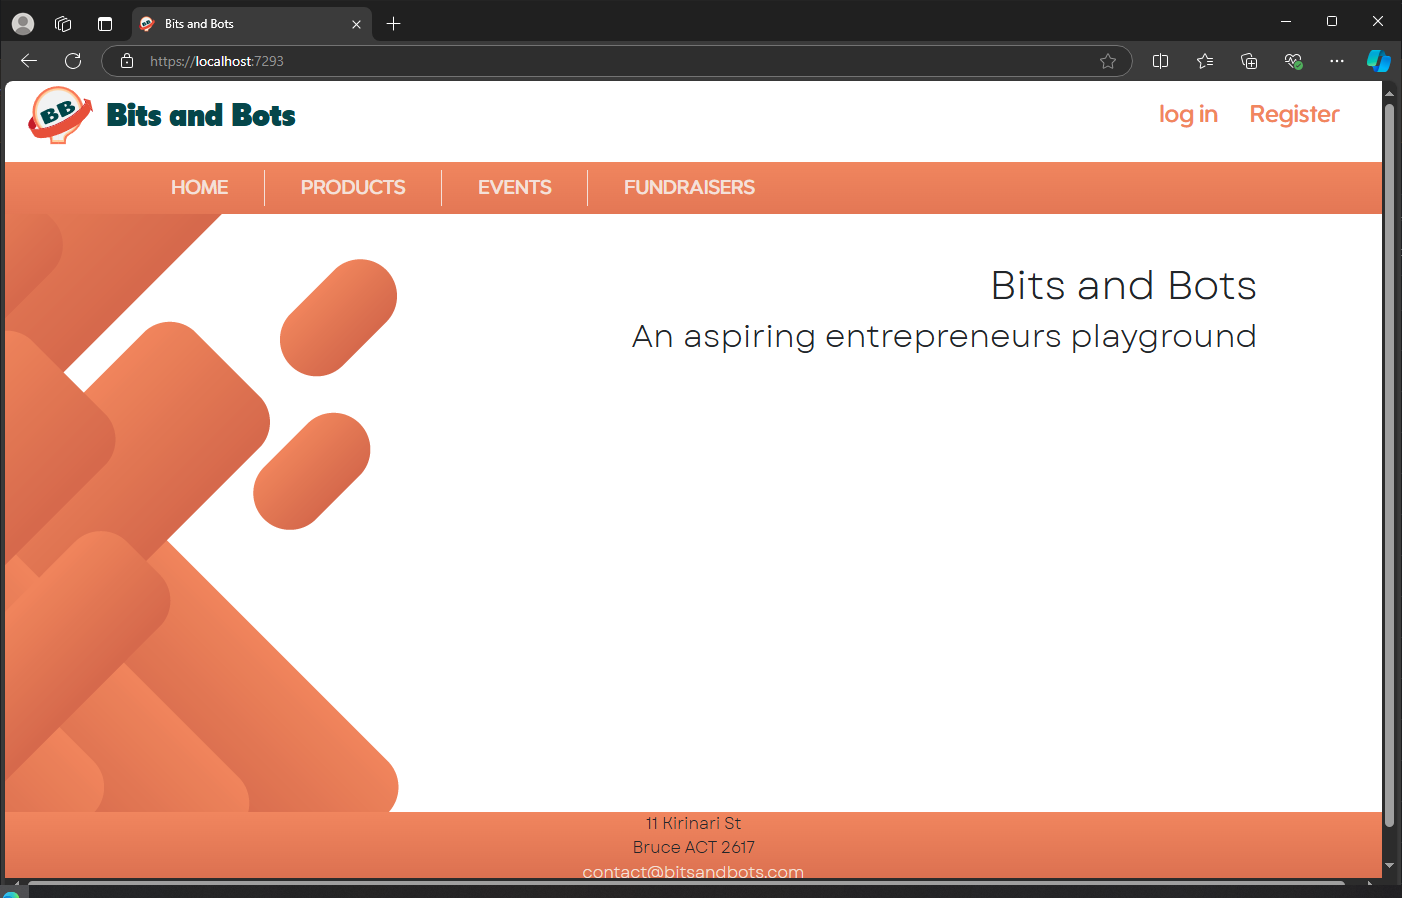 Bits and Bots
https://localhost:7293
BB
Bits and Bots
log in
Register
HOME
PRODUCTS
EVENTS
FUNDRAISERS
Bits and Bots
An aspiring entrepreneurs playground
11 Kirinari St
Bruce ACT 2617
contact@bitsandbots.com